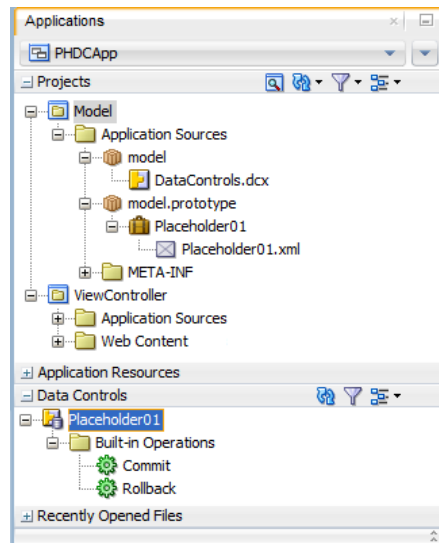 Applications
PHDCApp
Projects
Model
Application Sources
model
DataControls.dcx
model.prototype
Placeholder01
Placeholder01.xml
META-INF
ViewController
Application Sources
Web Content
Application Resources
Data Controls
Placeholder01
Built-in Operations
Commit
Rollback
Recently Opened Files